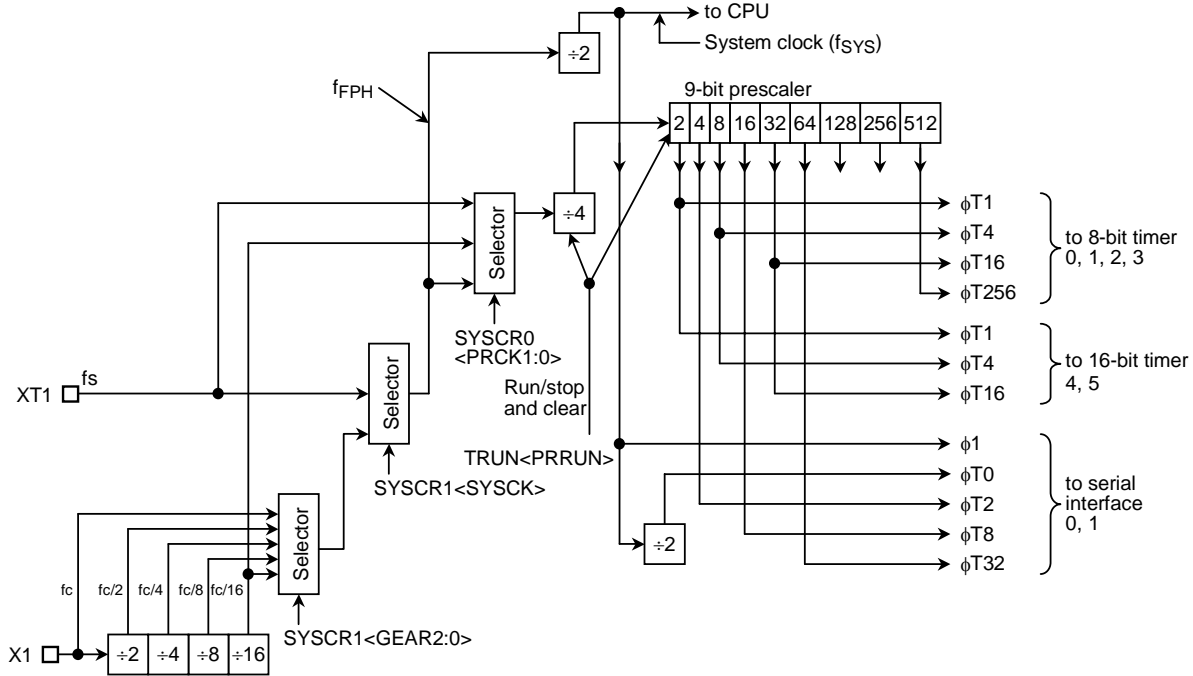 to CPU
÷2
System clock (fSYS)
fFPH
9-bit prescaler
2 4 8 16 32 64 128 256 512
Selector
÷4
ϕT1
ϕT4
ϕT16
ϕT256
to 8-bit timer
0, 1, 2, 3
SYSCR0
<PRCK1:0>
ϕT1
ϕT4
ϕT16
to 16-bit timer
4, 5
XT1
fs
Selector
Run/stop
and clear
TRUN<PRRUN>
SYSCR1<SYSCK>
ϕ1
ϕT0
ϕT2
ϕT8
ϕT32
to serial
interface
0, 1
÷2
Selector
fc fc/2 fc/4 fc/8 fc/16
SYSCR1<GEAR2:0>
X1
÷2 ÷4 ÷8 ÷16